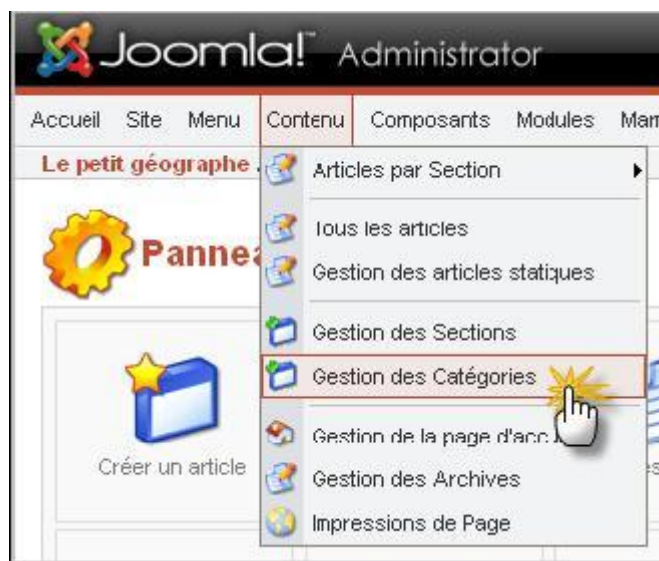 Joomla!™ Administrator
Accueil Site Menu Contenu Composants Modules
Le petit géographe
Articles par Section
Tous les articles
Gestion des articles statiques
Gestion des Sections
Gestion des Catégories
Gestion de la page
Gestion des Archives
Impressions de Page
Créer un article